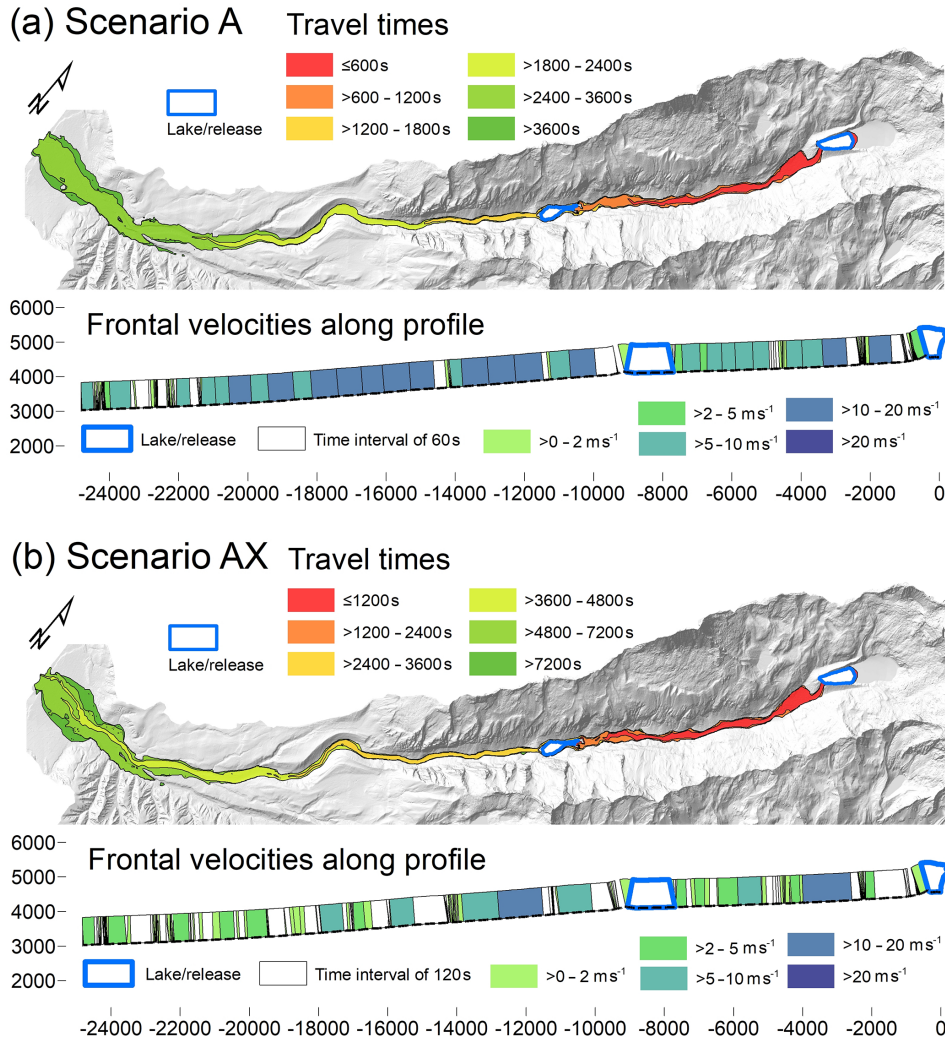 (a) Scenario A
Travel times
≤600s
>600 – 1200s
>1200 – 1800s
>1800 – 2400s
>2400 – 3600s
>3600s
Lake/release
N
6000
5000
4000
3000
2000
Frontal velocities along profile
Lake/release
Time interval of 60s
>0 – 2 ms⁻¹
>2 – 5 ms⁻¹
>5 – 10 ms⁻¹
>10 – 20 ms⁻¹
>20 ms⁻¹
-24000 -22000 -20000 -18000 -16000 -14000 -12000 -10000 -8000 -6000 -4000 -2000 0
(b) Scenario AX
Travel times
≤1200s
>1200 – 2400s
>2400 – 3600s
>3600 – 4800s
>4800 – 7200s
>7200s
Lake/release
N
6000
5000
4000
3000
2000
Frontal velocities along profile
Lake/release
Time interval of 120s
>0 – 2 ms⁻¹
>2 – 5 ms⁻¹
>5 – 10 ms⁻¹
>10 – 20 ms⁻¹
>20 ms⁻¹
-24000 -22000 -20000 -18000 -16000 -14000 -12000 -10000 -8000 -6000 -4000 -2000 0